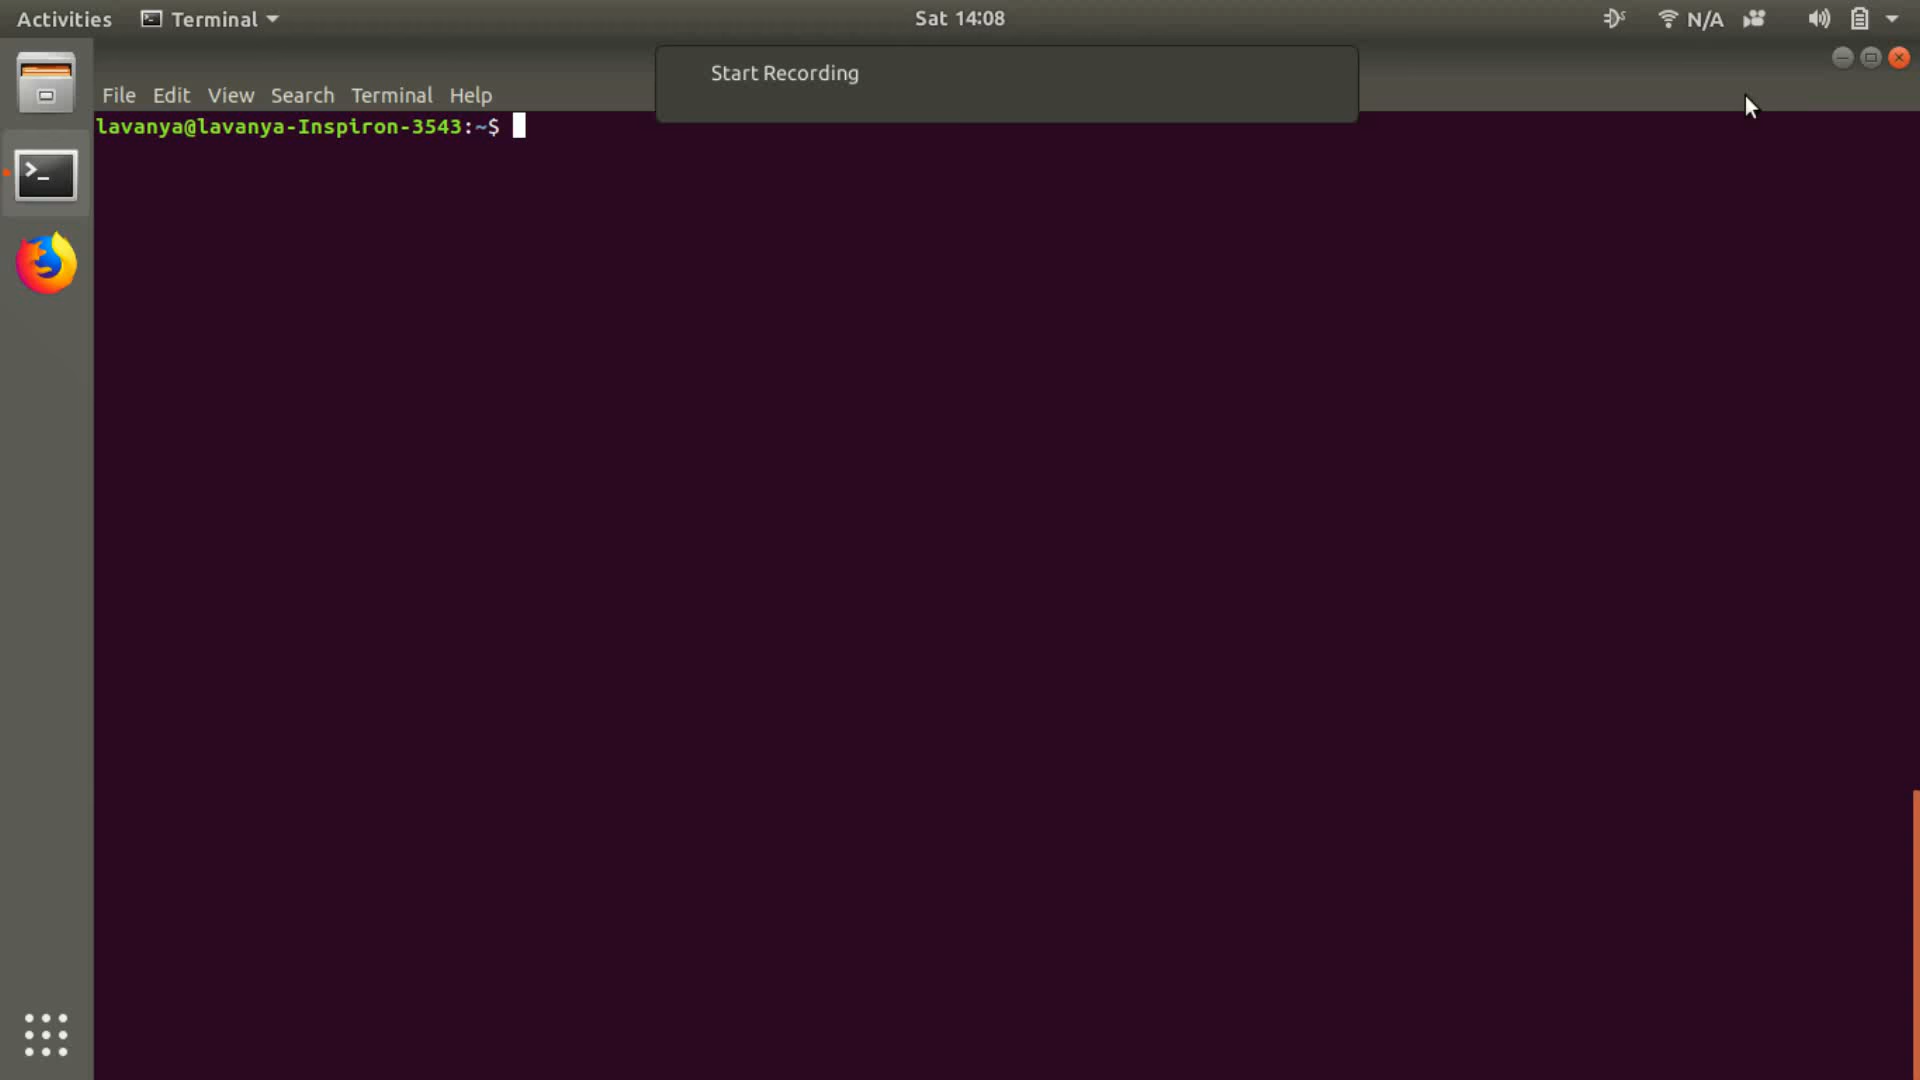 Activities Terminal Sat 14:08 N/A
Start Recording
File Edit View Search Terminal Help
lavanya@lavanya-Inspiron-3543:~$